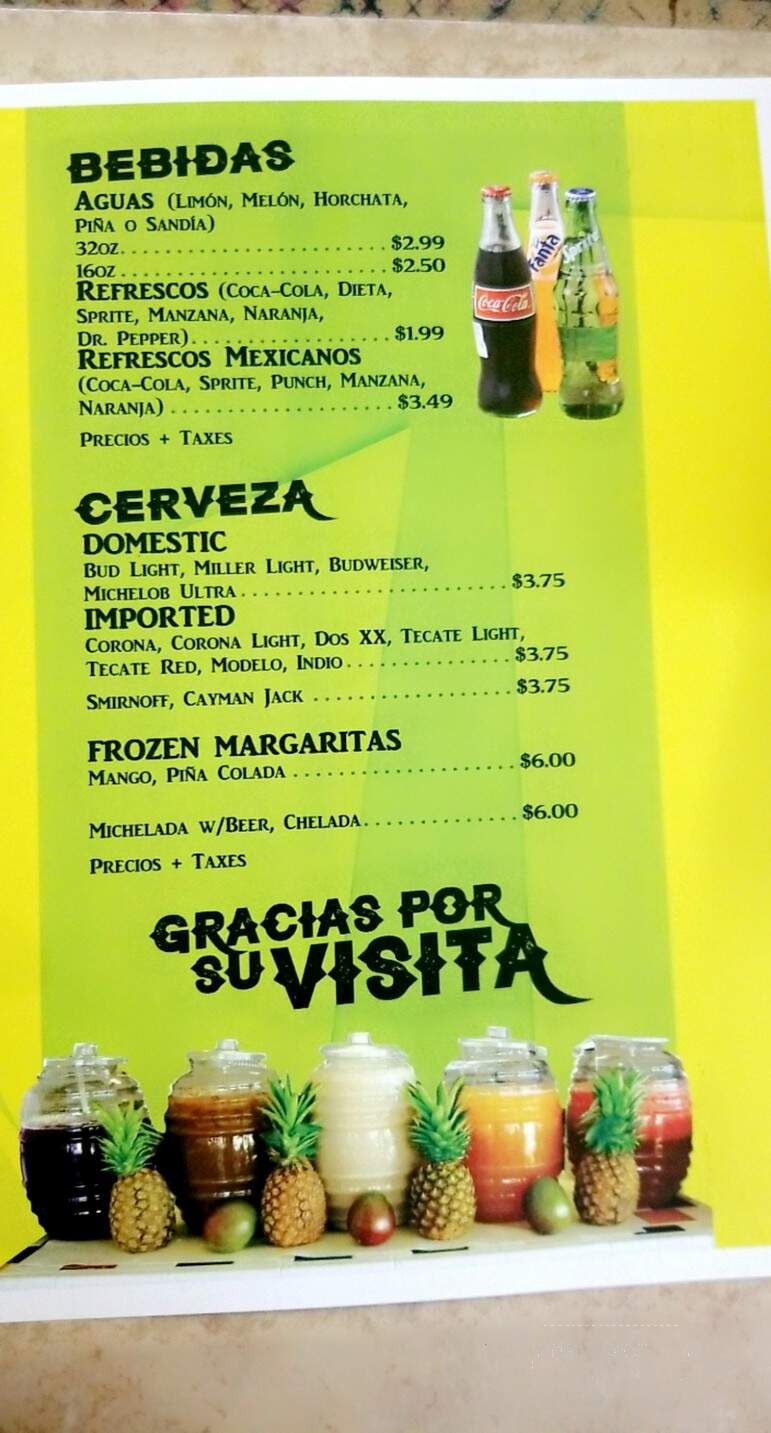 BEBIDAS
AGUAS (LIMÓN, MELÓN, HORCHATA,
PIÑA O SANDÍA)
32OZ........................... $2.99
16OZ........................... $2.50
REFRESCOS (COCA-COLA, DIETA,
SPRITE, MANZANA, NARANJA,
DR. PEPPER).................... $1.99
REFRESCOS MEXICANOS
(COCA-COLA, SPRITE, PUNCH, MANZANA,
NARANJA) ...................... $3.49
PRECIOS + TAXES
Coca-Cola
Fanta
Sprite
CERVEZA
DOMESTIC
BUD LIGHT, MILLER LIGHT, BUDWEISER,
MICHELOB ULTRA........................... $3.75
IMPORTED
CORONA, CORONA LIGHT, DOS XX, TECATE LIGHT,
TECATE RED, MODELO, INDIO................ $3.75
SMIRNOFF, CAYMAN JACK ................... $3.75
FROZEN MARGARITAS
MANGO, PIÑA COLADA ...................... $6.00
MICHELADA W/BEER, CHELADA............... $6.00
PRECIOS + TAXES
GRACIAS POR
SU VISITA